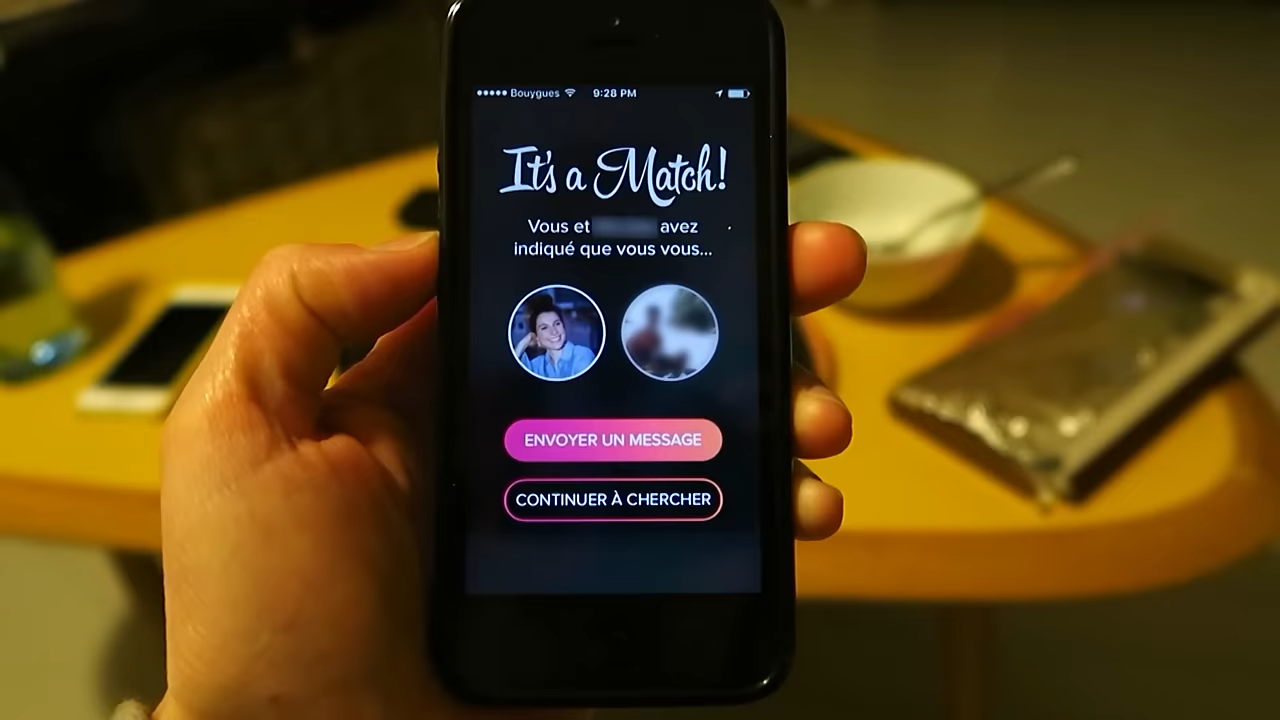 Bouygues 9:28 PM
It's a Match!
Vous et avez
indiqué que vous vous...
ENVOYER UN MESSAGE
CONTINUER À CHERCHER